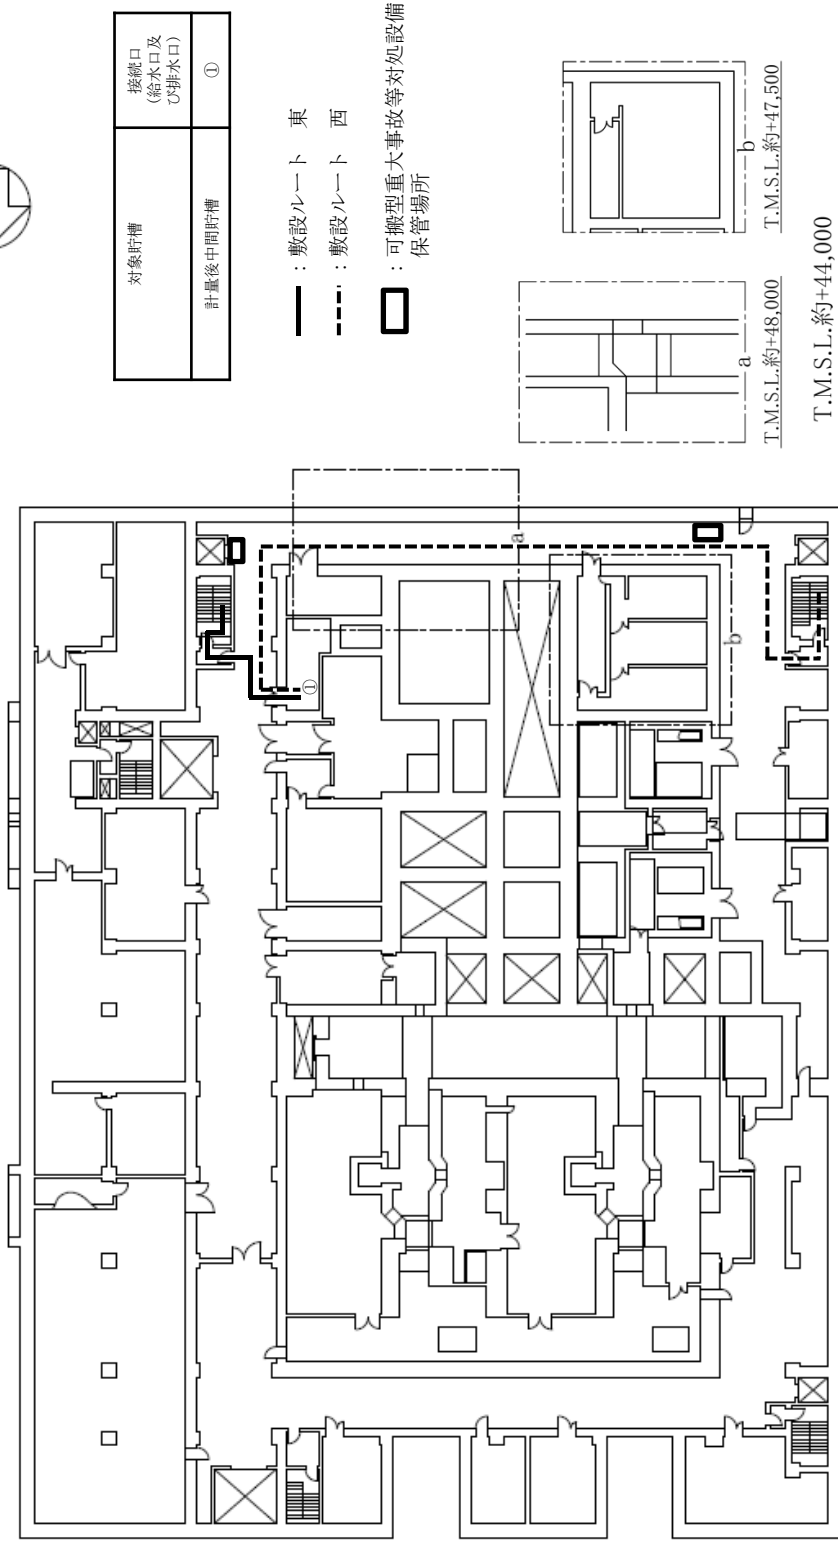 対象貯槽
接続口
(給水口及
び排水口)
計量後中間貯槽
①
：敷設ルート 東
：敷設ルート 西
：可搬型重大事故等対処設備
保管場所
a
T.M.S.L.約+48,000
b
T.M.S.L.約+47,500
T.M.S.L.約+44,000
①
a
b